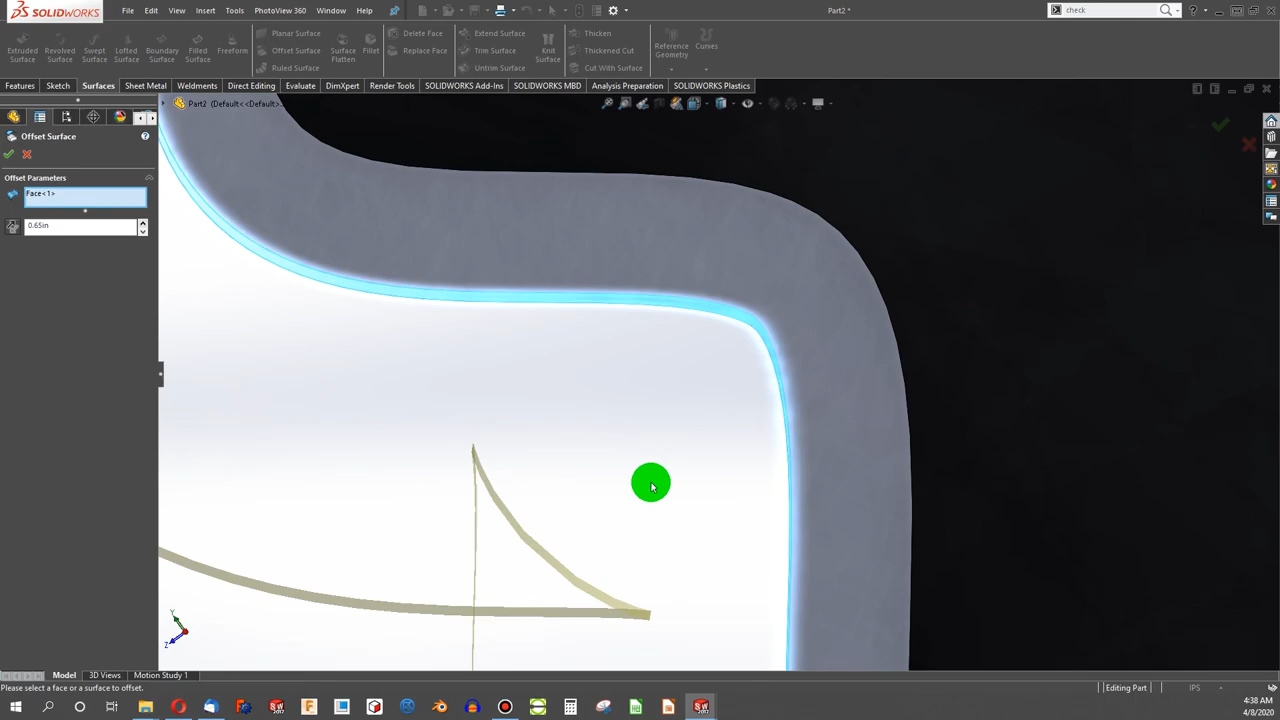 SOLIDWORKS File Edit View Insert Tools PhotoView 360 Window Help Part2 * check
Extruded Surface Revolved Surface Swept Surface Lofted Surface Boundary Surface Filled Surface Freeform Planar Surface Offset Surface Ruled Surface Surface Flatten Fillet Delete Face Replace Face Extend Surface Trim Surface Untrim Surface Knit Surface Thicken Thickened Cut Cut With Surface Reference Geometry Curves
Features Sketch Surfaces Sheet Metal Weldments Direct Editing Evaluate DimXpert Render Tools SOLIDWORKS Add-Ins SOLIDWORKS MBD Analysis Preparation SOLIDWORKS Plastics
Part2 (Default<<Default>...
Offset Surface
Offset Parameters
Face<1>
0.65in
Y
Z
Model 3D Views Motion Study 1
Please select a face or a surface to offset. Editing Part IPS
4:38 AM
4/8/2020